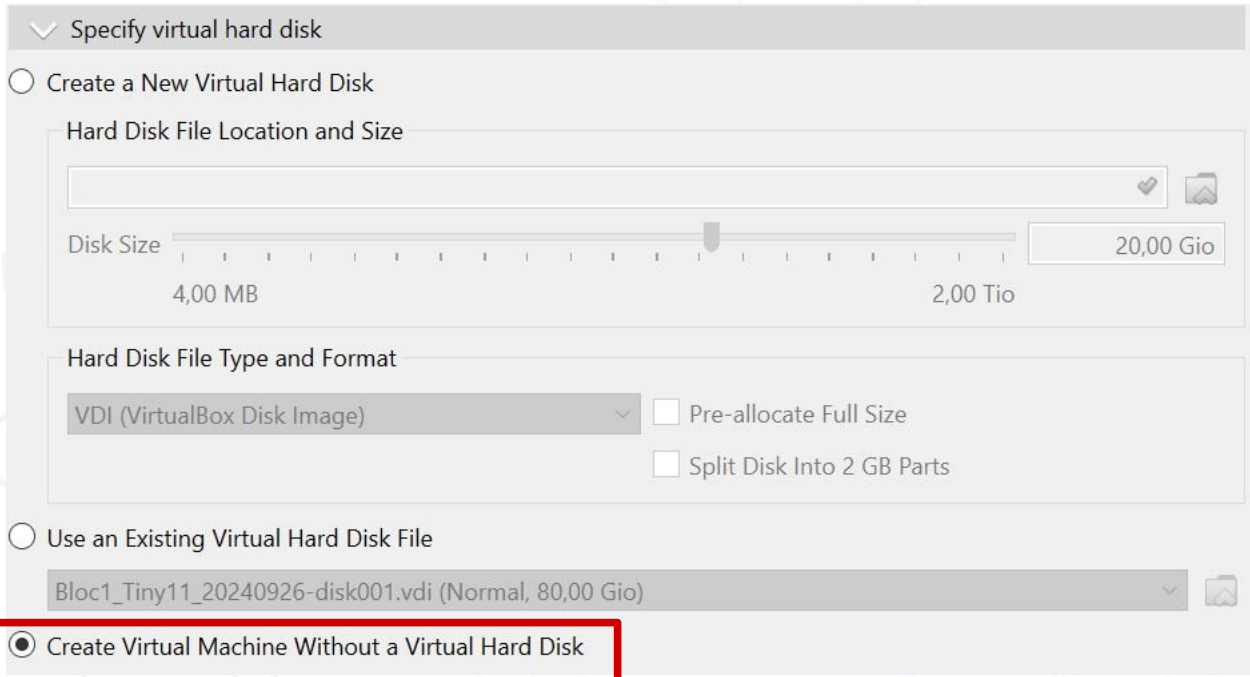 Specify virtual hard disk
Create a New Virtual Hard Disk
Hard Disk File Location and Size
Disk Size
20,00 Gio
4,00 MB
2,00 Tio
Hard Disk File Type and Format
VDI (VirtualBox Disk Image)
Pre-allocate Full Size
Split Disk Into 2 GB Parts
Use an Existing Virtual Hard Disk File
Bloc1_Tiny11_20240926-disk001.vdi (Normal, 80,00 Gio)
Create Virtual Machine Without a Virtual Hard Disk